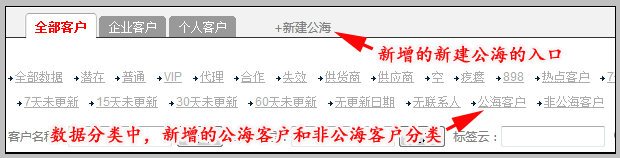 全部客户 企业客户 个人客户 +新建公海
新增的新建公海的入口
全部数据 潜在 普通 VIP 代理 合作 失效 供货商 供应商 空 夜盘 898 热点客户
7天未更新 15天未更新 30天未更新 60天未更新 无更新日期 无联系人 公海客户 非公海客户
客户名称 标签云：
数据分类中，新增的公海客户和非公海客户分类